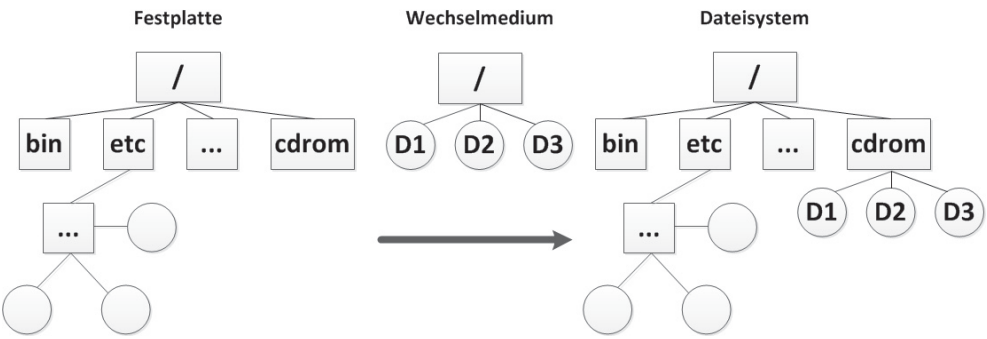 Festplatte Wechselmedium Dateisystem
/ / /
bin etc ... cdrom D1 D2 D3 bin etc ... cdrom
... ... D1 D2 D3